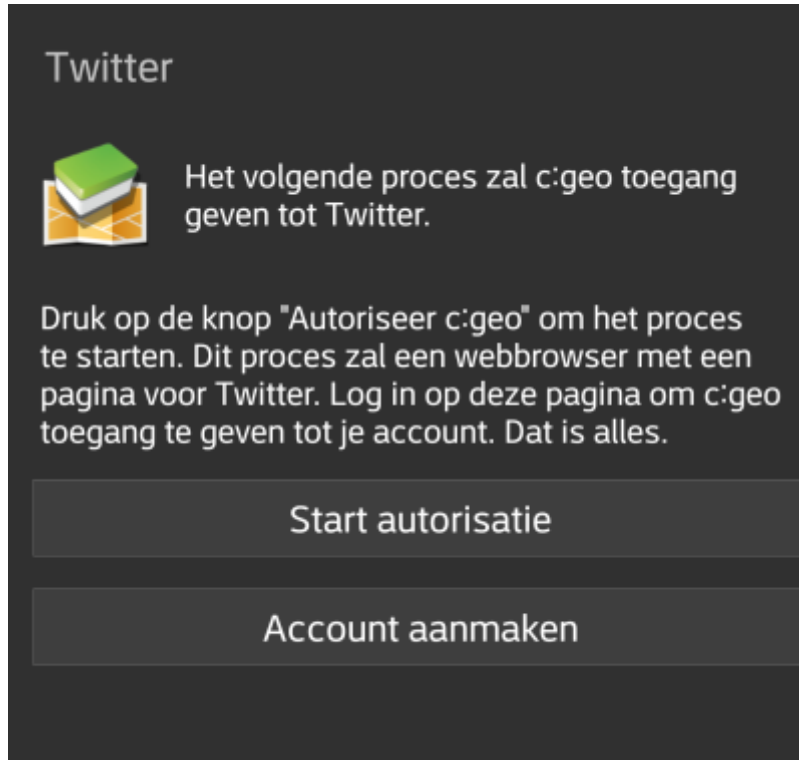 Twitter
Het volgende proces zal c:geo toegang
geven tot Twitter.
Druk op de knop "Autoriseer c:geo" om het proces
te starten. Dit proces zal een webbrowser met een
pagina voor Twitter. Log in op deze pagina om c:geo
toegang te geven tot je account. Dat is alles.
Start autorisatie
Account aanmaken